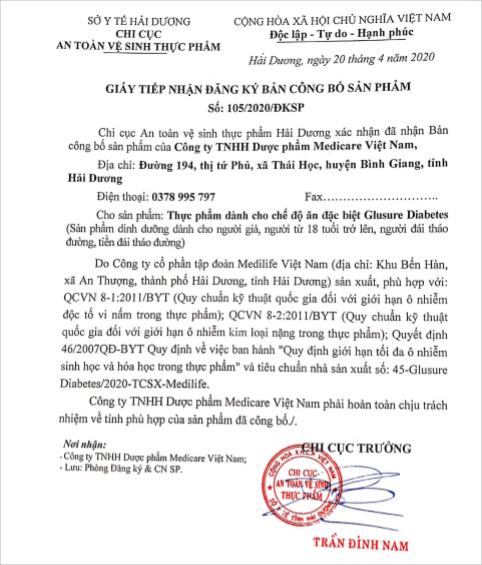 SỞ Y TẾ HẢI DƯƠNG
CHI CỤC
AN TOÀN VỆ SINH THỰC PHẨM
CỘNG HÒA XÃ HỘI CHỦ NGHĨA VIỆT NAM
Độc lập - Tự do - Hạnh phúc
Hải Dương, ngày 20 tháng 4 năm 2020
GIẤY TIẾP NHẬN ĐĂNG KÝ BẢN CÔNG BỐ SẢN PHẨM
Số: 105/2020/ĐKSP
Chi cục An toàn vệ sinh thực phẩm Hải Dương xác nhận đã nhận Bản
công bố sản phẩm của Công ty TNHH Dược phẩm Medicare Việt Nam,
Địa chỉ: Đường 194, thị tứ Phủ, xã Thái Học, huyện Bình Giang, tỉnh
Hải Dương
Điện thoại: 0378 995 797 Fax............................
Cho sản phẩm: Thực phẩm dành cho chế độ ăn đặc biệt Glusure Diabetes
(Sản phẩm dinh dưỡng dành cho người già, người từ 18 tuổi trở lên, người đái tháo
đường, tiền đái tháo đường)
Do Công ty cổ phần tập đoàn Medilife Việt Nam (địa chỉ: Khu Bến Hàn,
xã An Thượng, thành phố Hải Dương, tỉnh Hải Dương) sản xuất, phù hợp với:
QCVN 8-1:2011/BYT (Quy chuẩn kỹ thuật quốc gia đối với giới hạn ô nhiễm
độc tố vi nấm trong thực phẩm); QCVN 8-2:2011/BYT (Quy chuẩn kỹ thuật
quốc gia đối với giới hạn ô nhiễm kim loại nặng trong thực phẩm); Quyết định
46/2007QĐ-BYT Quy định về việc ban hành "Quy định giới hạn tối đa ô nhiễm
sinh học và hóa học trong thực phẩm" và tiêu chuẩn nhà sản xuất số: 45-Glusure
Diabetes/2020-TCSX-Medilife.
Công ty TNHH Dược phẩm Medicare Việt Nam phải hoàn toàn chịu trách
nhiệm về tính phù hợp của sản phẩm đã công bố./.
Nơi nhận:
- Công ty TNHH Dược phẩm Medicare Việt Nam;
- Lưu: Phòng Đăng ký & CN SP.
CHI CỤC TRƯỞNG
CỘNG HÒA X.H.C.N VIỆT NAM
CHI CỤC
AN TOÀN VỆ SINH
THỰC PHẨM
SỞ Y TẾ TỈNH HẢI DƯƠNG
TRẦN ĐÌNH NAM